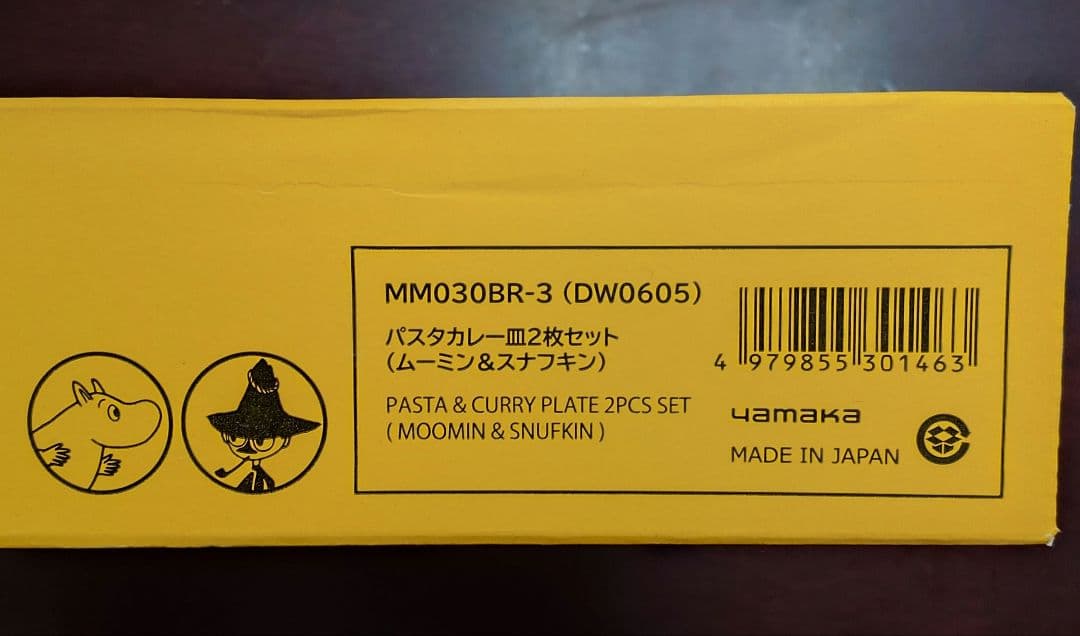 MM030BR-3 (DW0605)
パスタカレー皿2枚セット
(ムーミン&スナフキン)
PASTA & CURRY PLATE 2PCS SET
( MOOMIN & SNUFKIN )
4 979855 301463
yamaka
MADE IN JAPAN